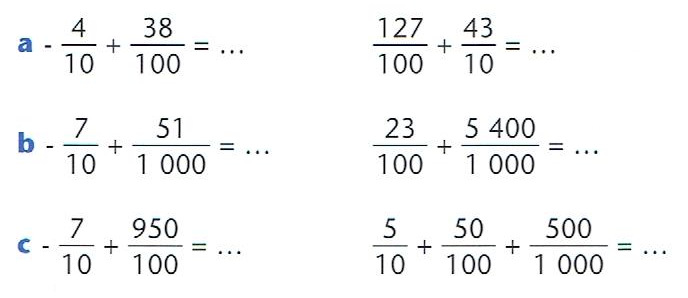 a - 4/10 + 38/100 = ... 127/100 + 43/10 = ...
b - 7/10 + 51/1 000 = ... 23/100 + 5 400/1 000 = ...
c - 7/10 + 950/100 = ... 5/10 + 50/100 + 500/1 000 = ...